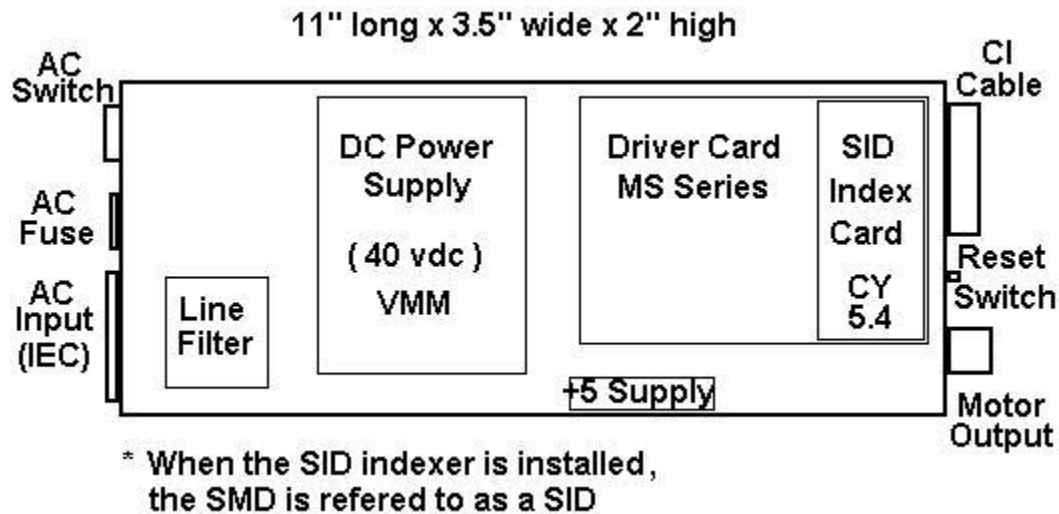 11" long x 3.5" wide x 2" high
AC
Switch
AC
Fuse
AC
Input
(IEC)
Line
Filter
DC Power
Supply
( 40 vdc )
VMM
Driver Card
MS Series
SID
Index
Card
CY
5.4
+5 Supply
CI
Cable
Reset
Switch
Motor
Output
* When the SID indexer is installed,
the SMD is refered to as a SID